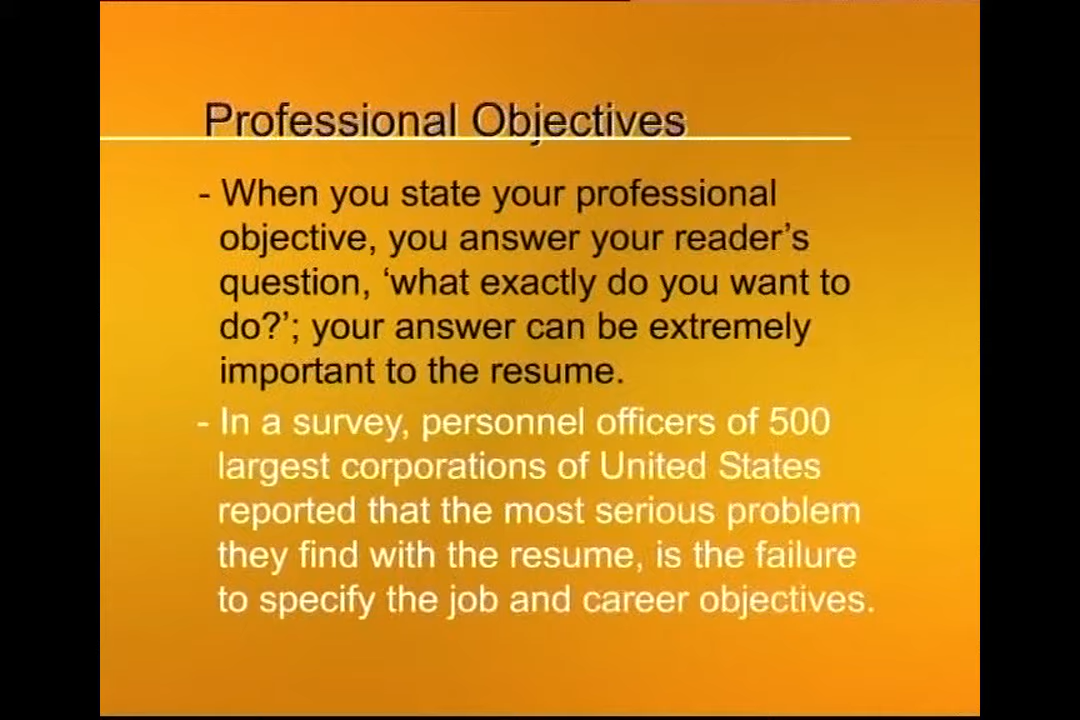 Professional Objectives
- When you state your professional
objective, you answer your reader's
question, ‘what exactly do you want to
do?’; your answer can be extremely
important to the resume.
- In a survey, personnel officers of 500
largest corporations of United States
reported that the most serious problem
they find with the resume, is the failure
to specify the job and career objectives.